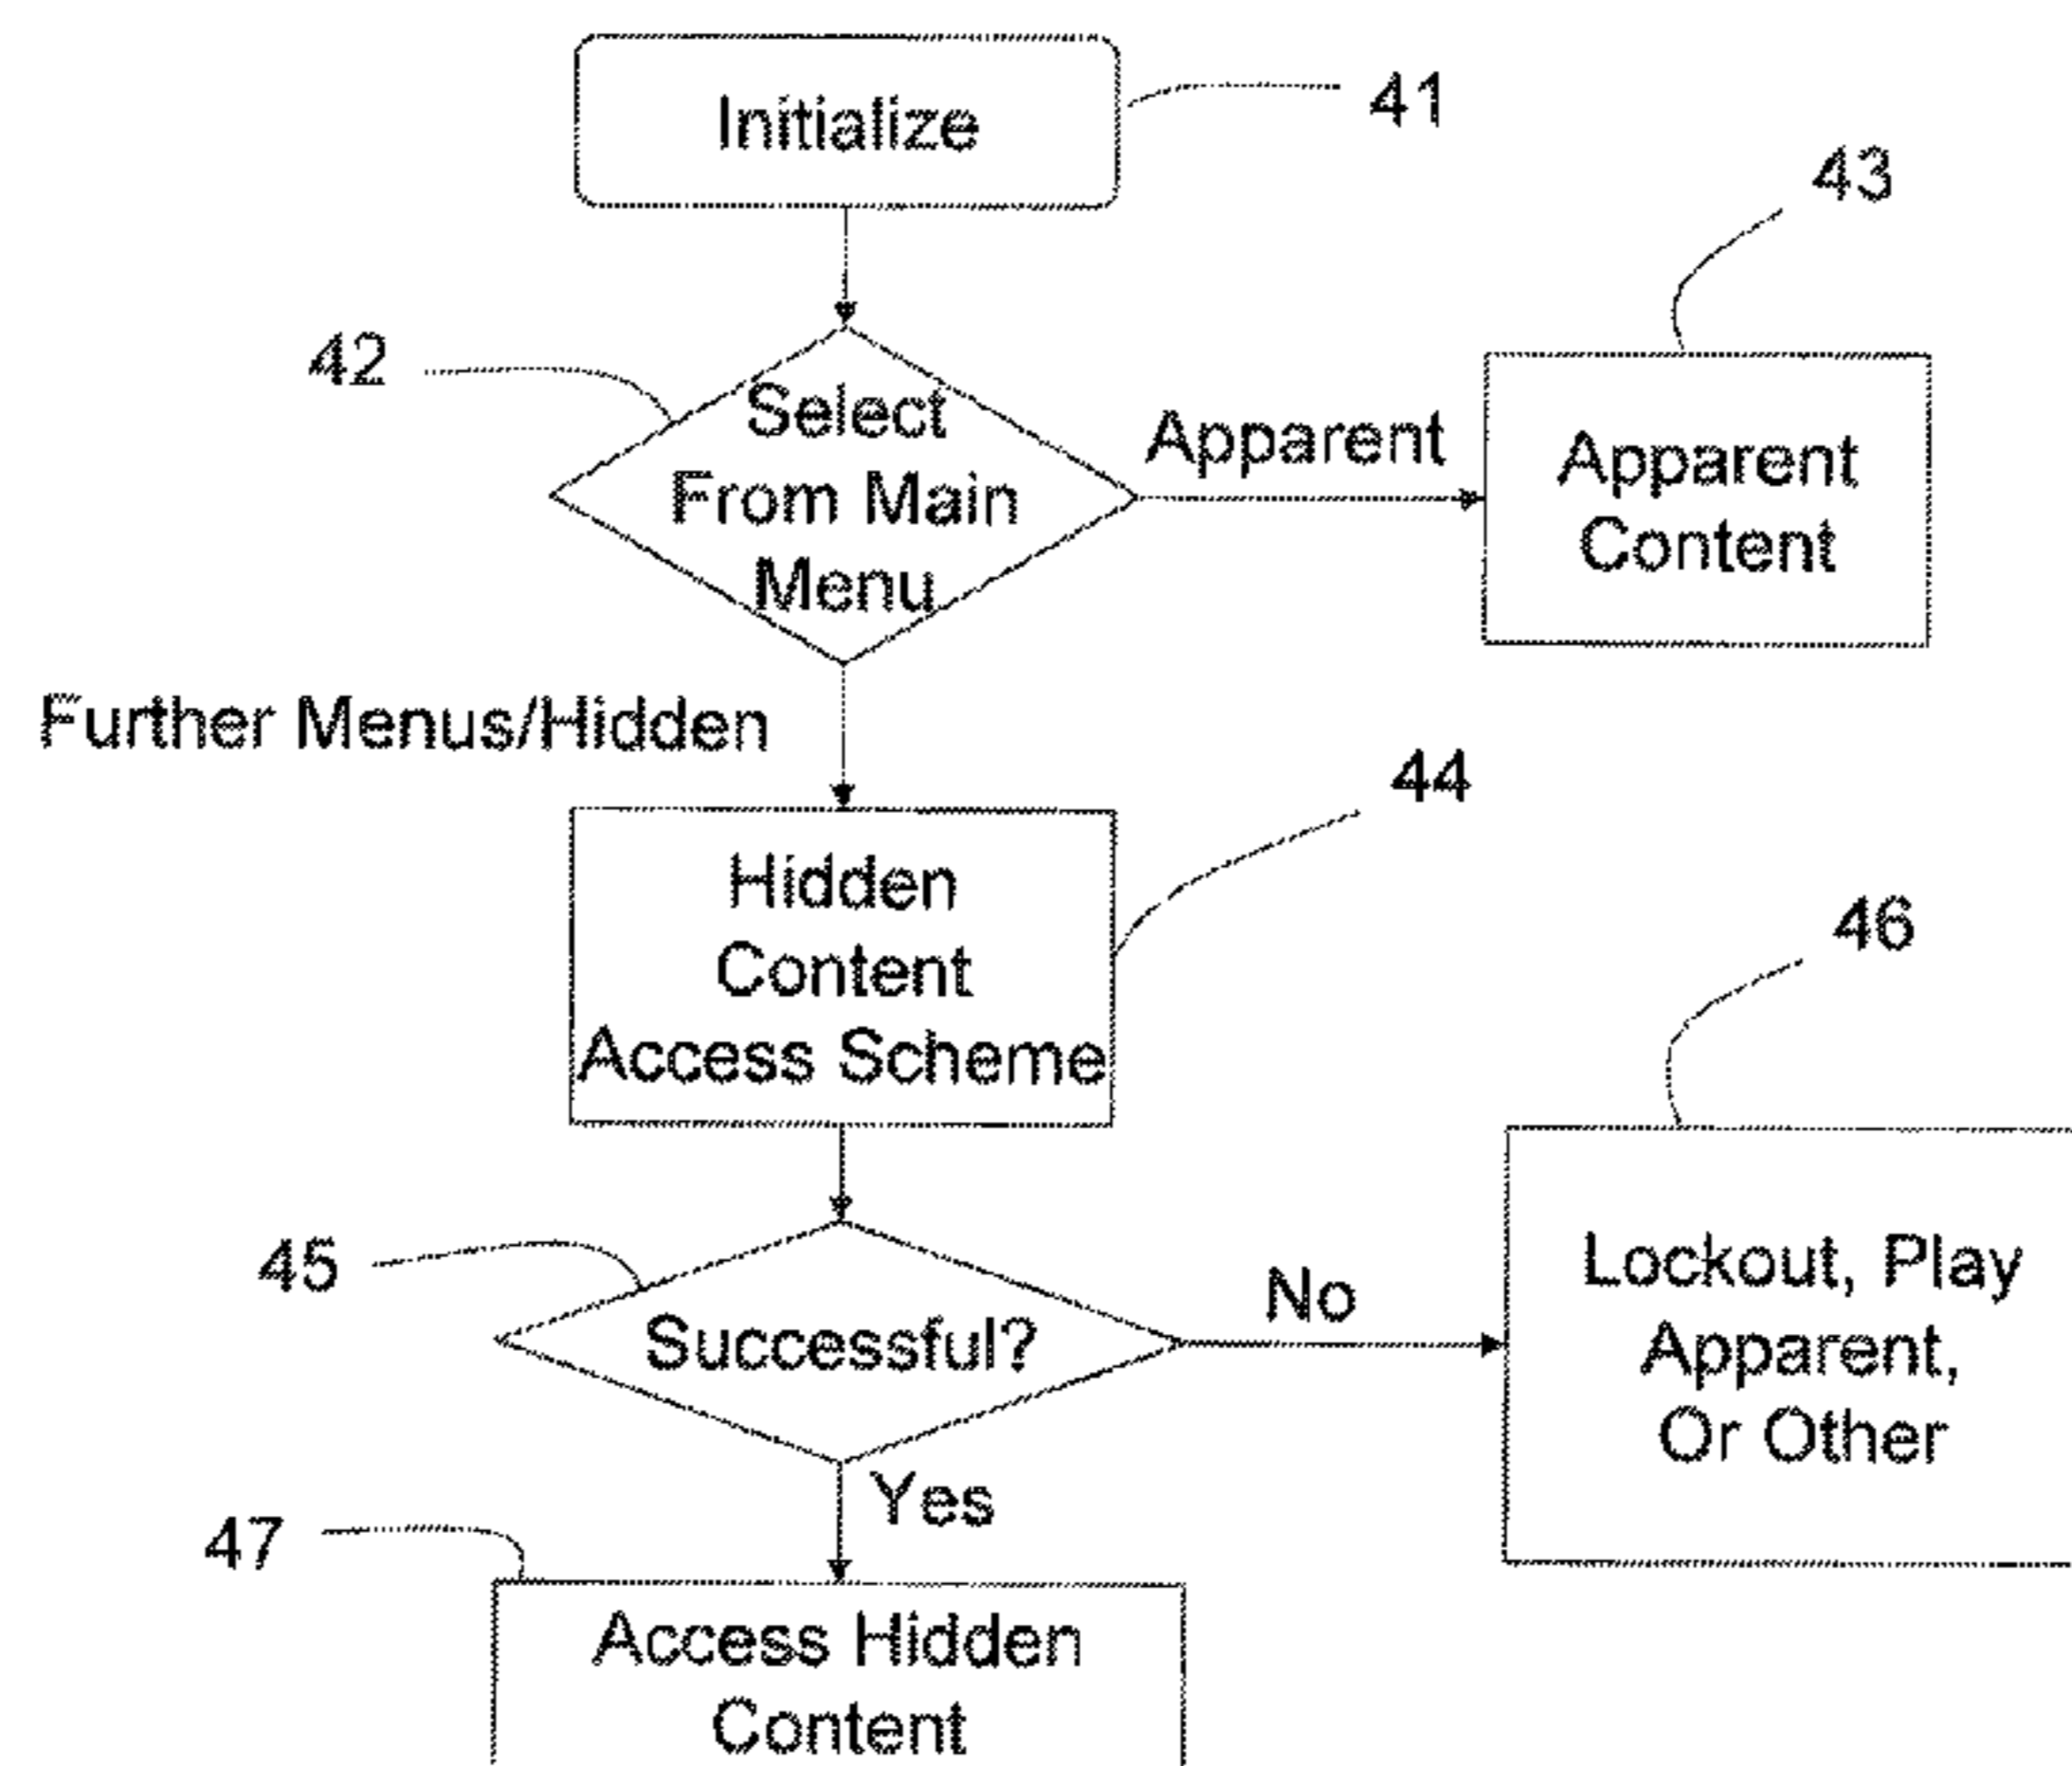 Initialize
41
43
42
Select
From Main
Menu
Apparent
Apparent
Content
Further Menus/Hidden
44
Hidden
Content
Access Scheme
46
45
Successful?
No
Lockout, Play
Apparent,
Or Other
Yes
47
Access Hidden
Content